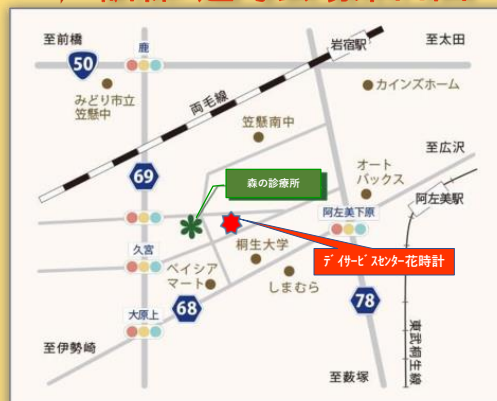 至前橋
鹿
岩宿駅
至太田
50
みどり市立
笠懸中
両毛線
カインズホーム
笠懸南中
至広沢
69
森の診療所
オート
バックス
阿左美駅
阿左美下原
久宮
桐生大学
デイサービスセンター花時計
ベイシア
マート
しまむら
68
78
大原上
東武桐生線
至伊勢崎
至薮塚